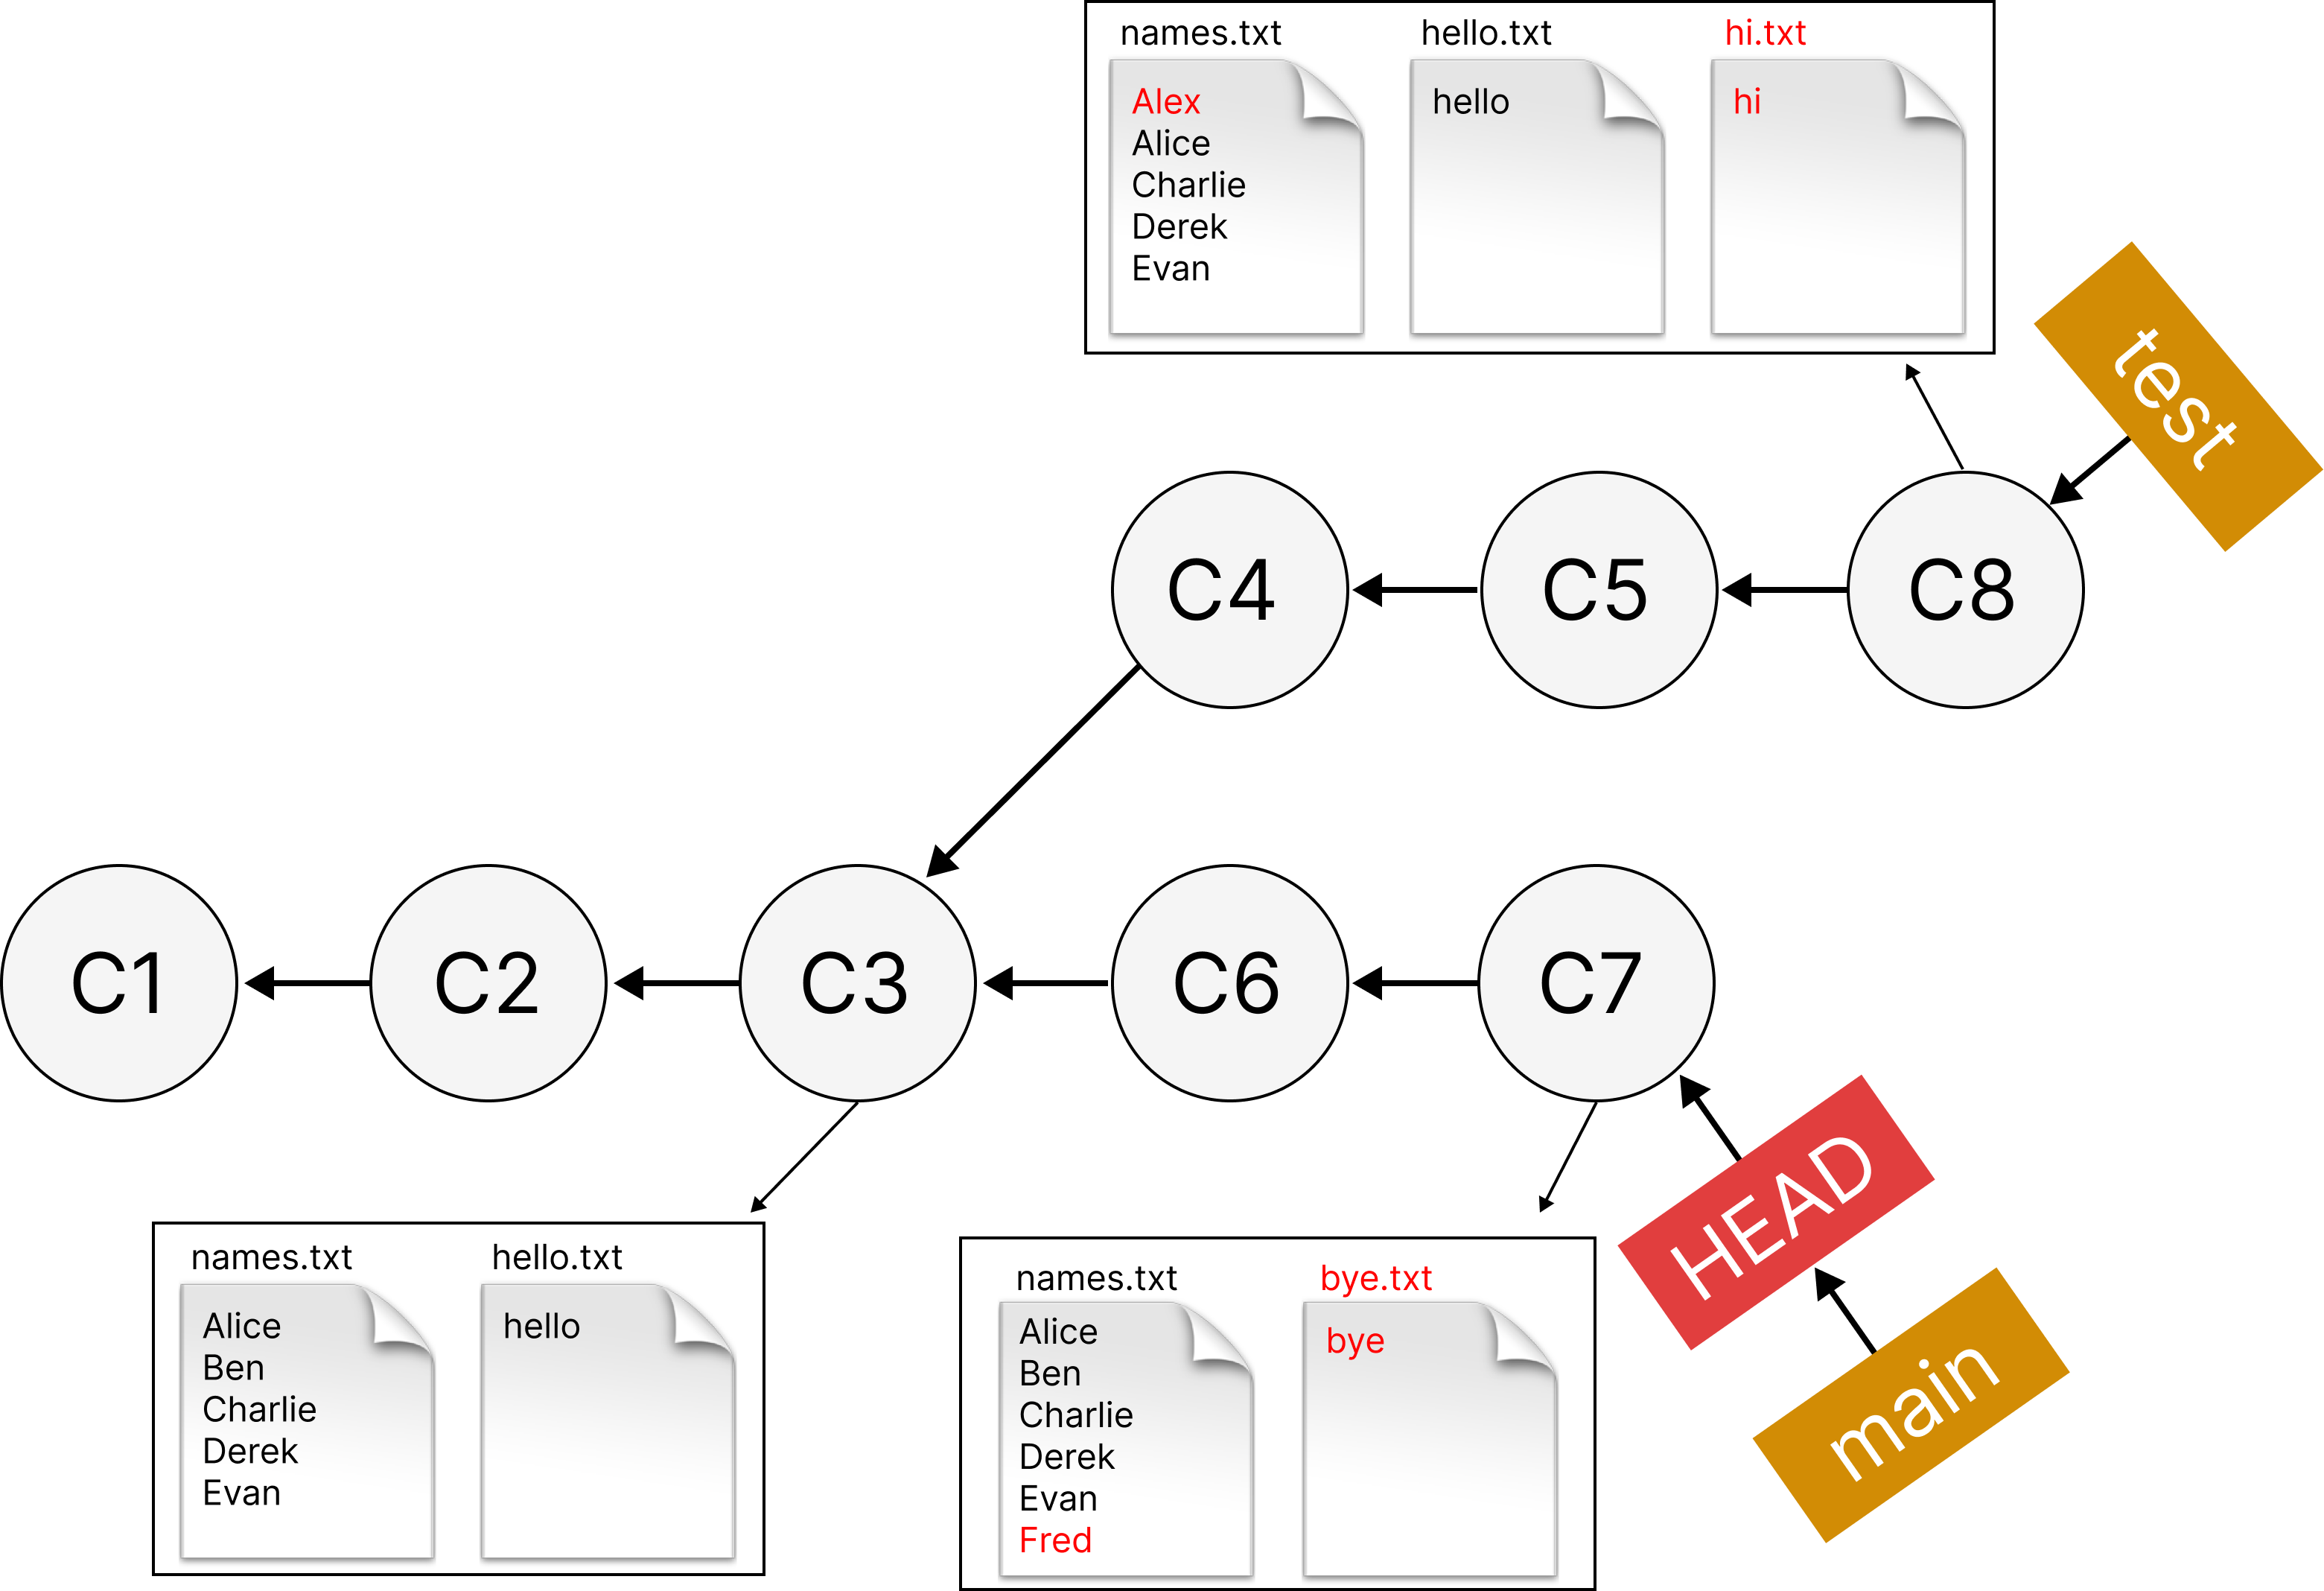 names.txt hello.txt hi.txt
Alex
Alice
Charlie
Derek
Evan
hello
hi
test
C4 C5 C8
C1 C2 C3 C6 C7
HEAD
main
names.txt hello.txt
Alice
Ben
Charlie
Derek
Evan
hello
names.txt bye.txt
Alice
Ben
Charlie
Derek
Evan
Fred
bye